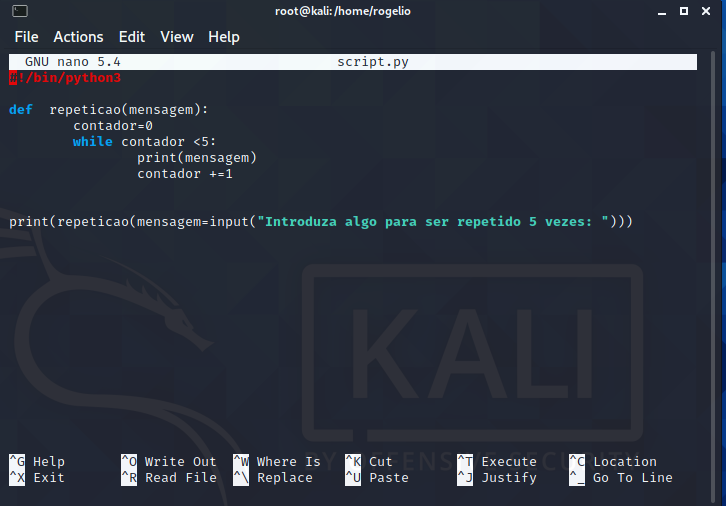 root@kali: /home/rogelio
File Actions Edit View Help
GNU nano 5.4 script.py
#!/bin/python3
def repeticao(mensagem):
contador=0
while contador <5:
print(mensagem)
contador +=1
print(repeticao(mensagem=input("Introduza algo para ser repetido 5 vezes: ")))
KALI
BY OFFENSIVE SECURITY
^G Help ^O Write Out ^W Where Is ^K Cut ^T Execute ^C Location
^X Exit ^R Read File ^\ Replace ^U Paste ^J Justify ^_ Go To Line